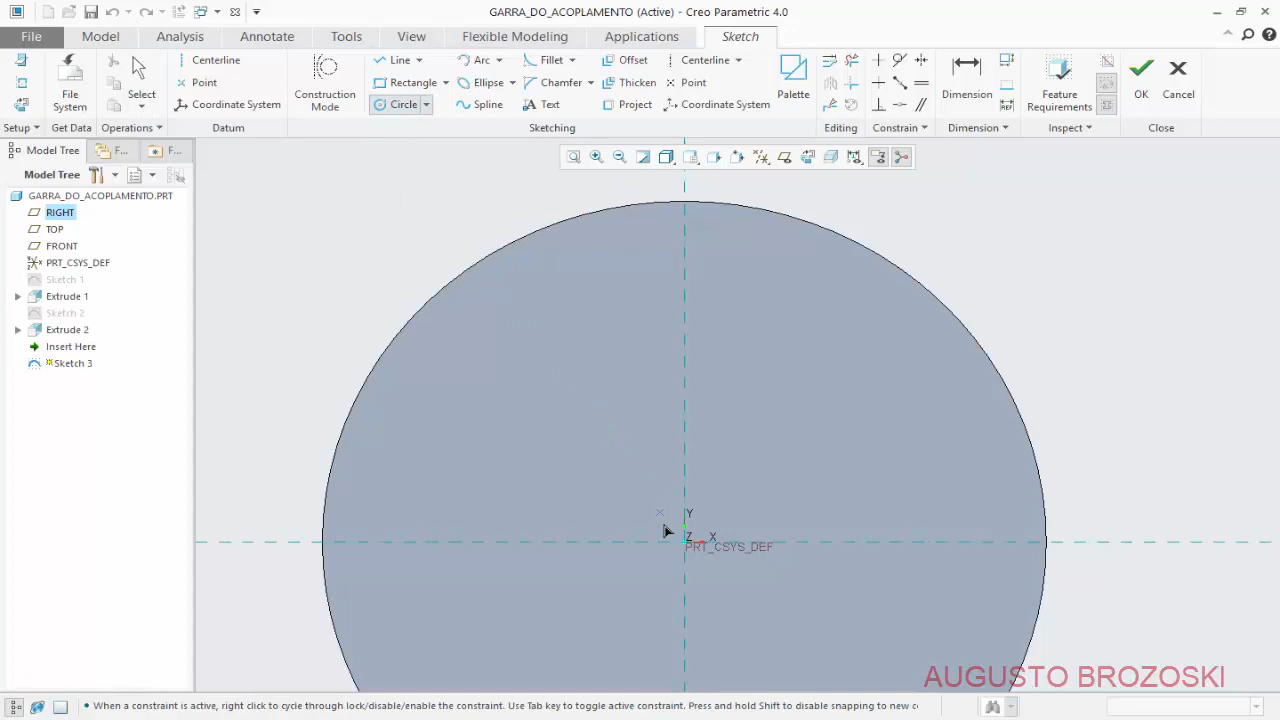 GARRA_DO_ACOPLAMENTO (Active) - Creo Parametric 4.0
File Model Analysis Annotate Tools View Flexible Modeling Applications Sketch
Centerline Line Arc Fillet Offset Centerline
Rectangle Ellipse Chamfer Thicken Point
Point
File System Select Construction Mode Palette Dimension Feature Requirements OK Cancel
Coordinate System Circle Spline Text Project Coordinate System
Setup Get Data Operations Datum Sketching Editing Constrain Dimension Inspect Close
Model Tree F... F...
Model Tree
GARRA_DO_ACOPLAMENTO.PRT
RIGHT
TOP
FRONT
PRT_CSYS_DEF
Sketch 1
Extrude 1
Sketch 2
Extrude 2
Insert Here
Sketch 3
Y
Z X
PRT_CSYS_DEF
AUGUSTO BROZOSKI
• When a constraint is active, right click to cycle through lock/disable/enable the constraint. Use Tab key to toggle active constraint. Press and hold Shift to disable snapping to new c